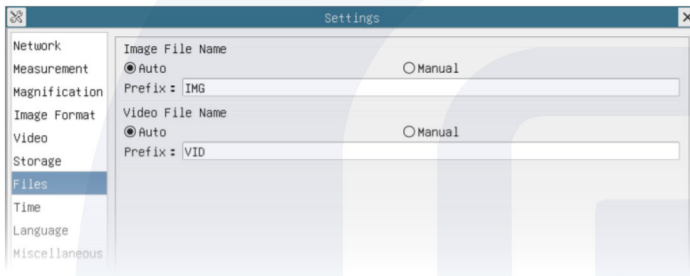 Settings
Network
Measurement
Magnification
Image Format
Video
Storage
Files
Time
Language
Miscellaneous
Image File Name
Auto Manual
Prefix: IMG
Video File Name
Auto Manual
Prefix: VID